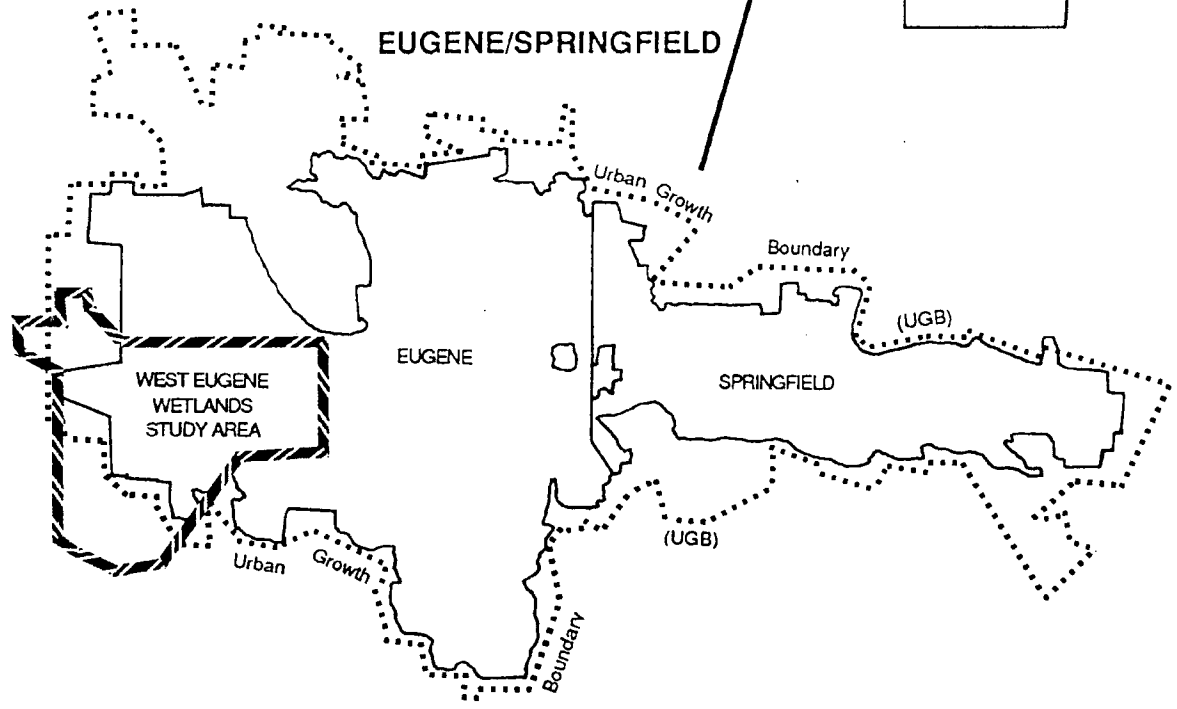 EUGENE/SPRINGFIELD
Urban Growth
Boundary
(UGB)
EUGENE
SPRINGFIELD
WEST EUGENE
WETLANDS
STUDY AREA
(UGB)
Urban Growth
Boundary